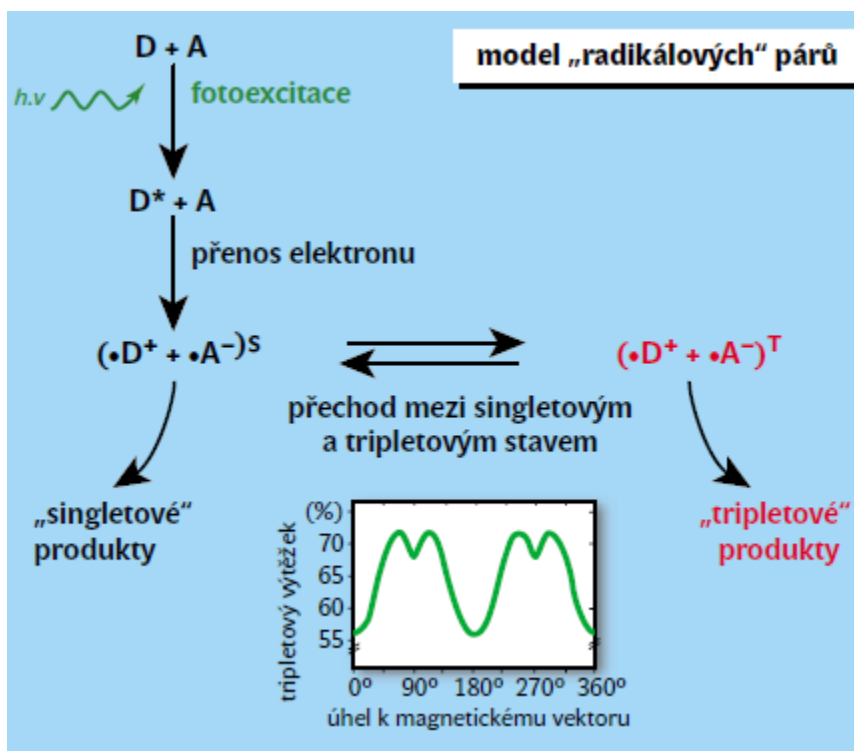 D + A
model „radikálových“ párů
h.v
fotoexcitace
D* + A
přenos elektronu
(•D⁺ + •A⁻)ˢ
(•D⁺ + •A⁻)ᵀ
přechod mezi singletovým
a tripletovým stavem
„singletové“
produkty
„tripletové“
produkty
tripletový výtěžek
(%)
70
65
60
55
0º 90º 180º 270º 360º
úhel k magnetickému vektoru